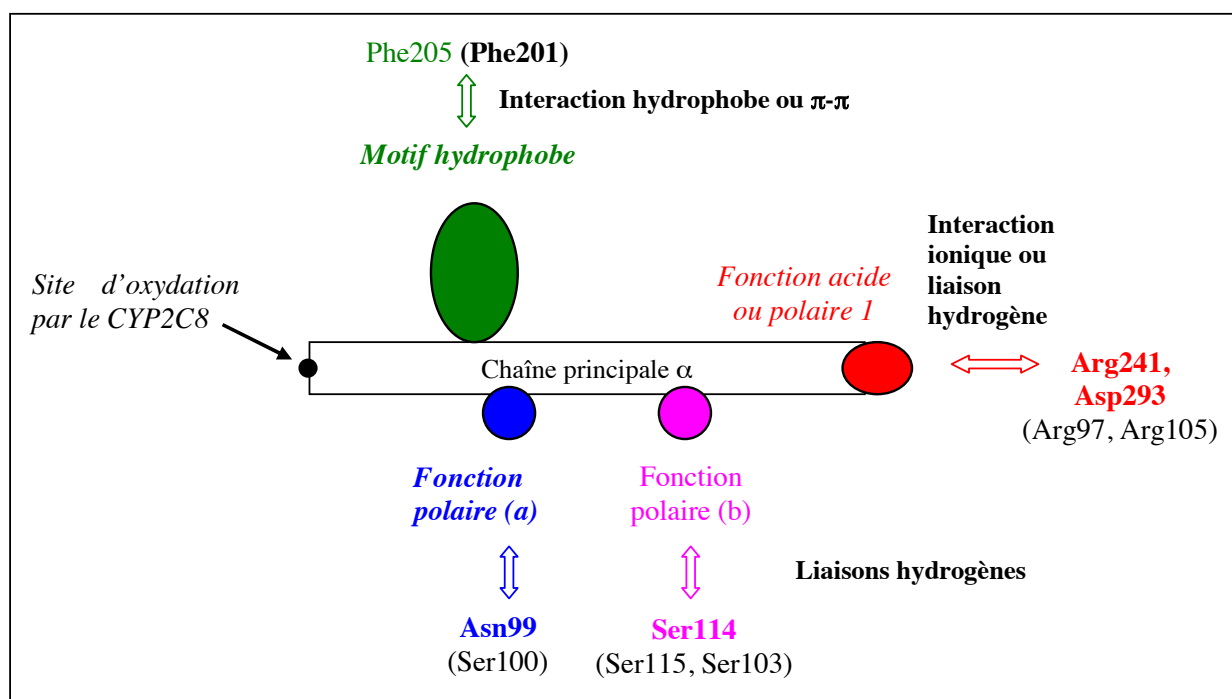 Phe205 (Phe201)
Interaction hydrophobe ou π-π
Motif hydrophobe
Site d'oxydation
par le CYP2C8
Fonction acide
ou polaire 1
Interaction
ionique ou
liaison
hydrogène
Chaîne principale α
Arg241,
Asp293
(Arg97, Arg105)
Fonction
polaire (a)
Fonction
polaire (b)
Liaisons hydrogènes
Asn99
(Ser100)
Ser114
(Ser115, Ser103)